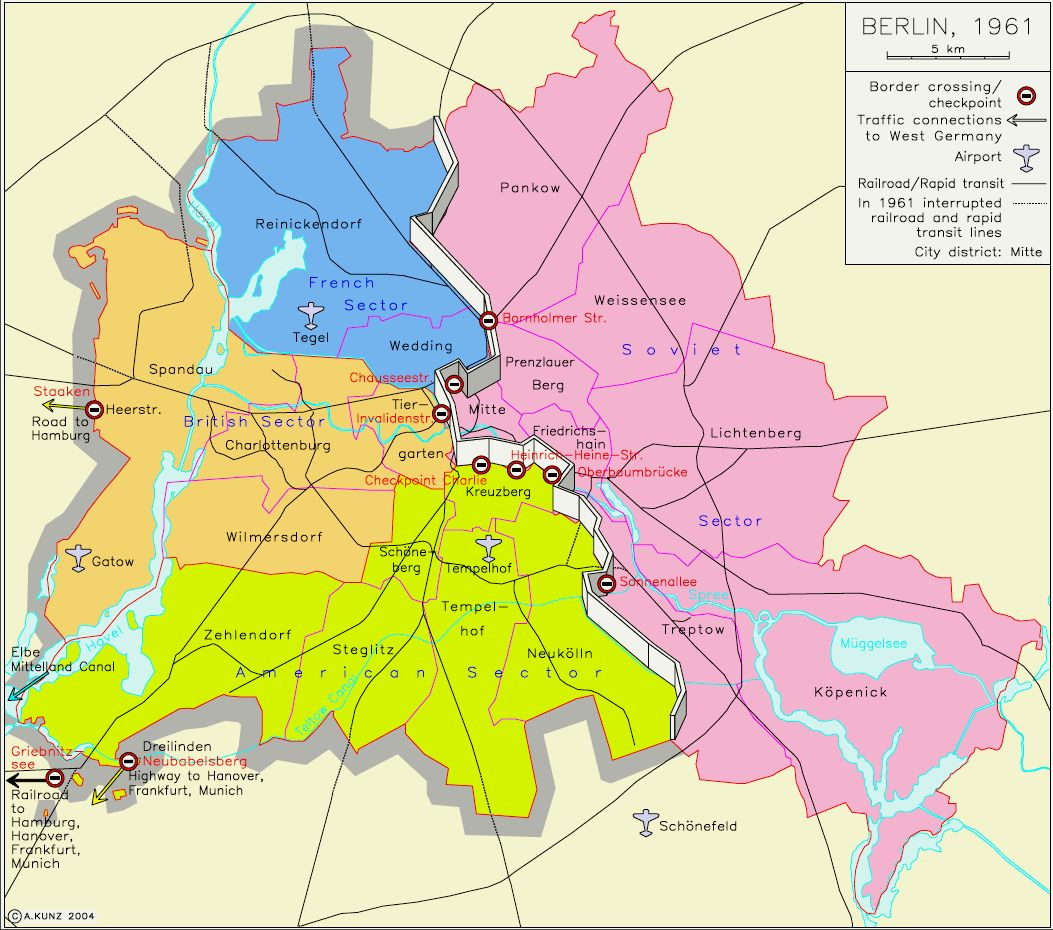 BERLIN, 1961
5 km
Border crossing/
checkpoint
Traffic connections
to West Germany
Airport
Railroad/Rapid transit
In 1961 interrupted
railroad and rapid
transit lines
City district: Mitte
Pankow
Havel
Reinickendorf
French
Sector
Weissensee
Bornholmer Str.
Tegel
Wedding
Soviet
Prenzlauer
Berg
Spandau
Chausseestr.
Staaken
Heerstr.
Road to
Hamburg
Tier-
Mitte
Invalidenstr.
British Sector
Friedrichs-
hain
Lichtenberg
Charlottenburg
garten
Heinrich-Heine-Str.
Oberbaumbrücke
Checkpoint Charlie
Kreuzberg
Sector
Wilmersdorf
Schöne-
berg
Gatow
Tempelhof
Sonnenallee
Spree
Tempel-
hof
Treptow
Zehlendorf
Havel
Müggelsee
Steglitz
Neukölln
Elbe
Mittelland Canal
American Sector
Köpenick
Teltow Canal
Griebnitz-
see
Dreilinden
Neubabelsberg
Highway to Hanover,
Frankfurt, Munich
Railroad
to
Hamburg,
Hanover,
Frankfurt,
Munich
Schönefeld
© A.KUNZ 2004